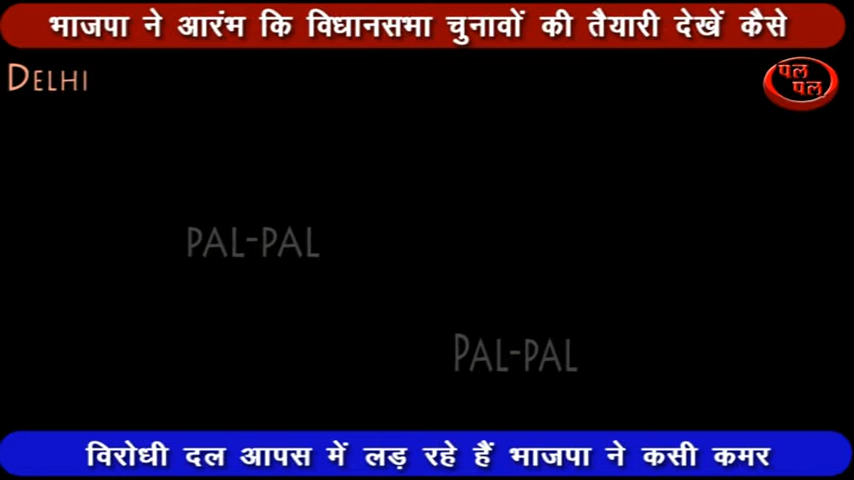 भाजपा ने आरंभ कि विधानसभा चुनावों की तैयारी देखें कैसे
DELHI
पल
पल
PAL-PAL
PAL-PAL
विरोधी दल आपस में लड़ रहे हैं भाजपा ने कसी कमर